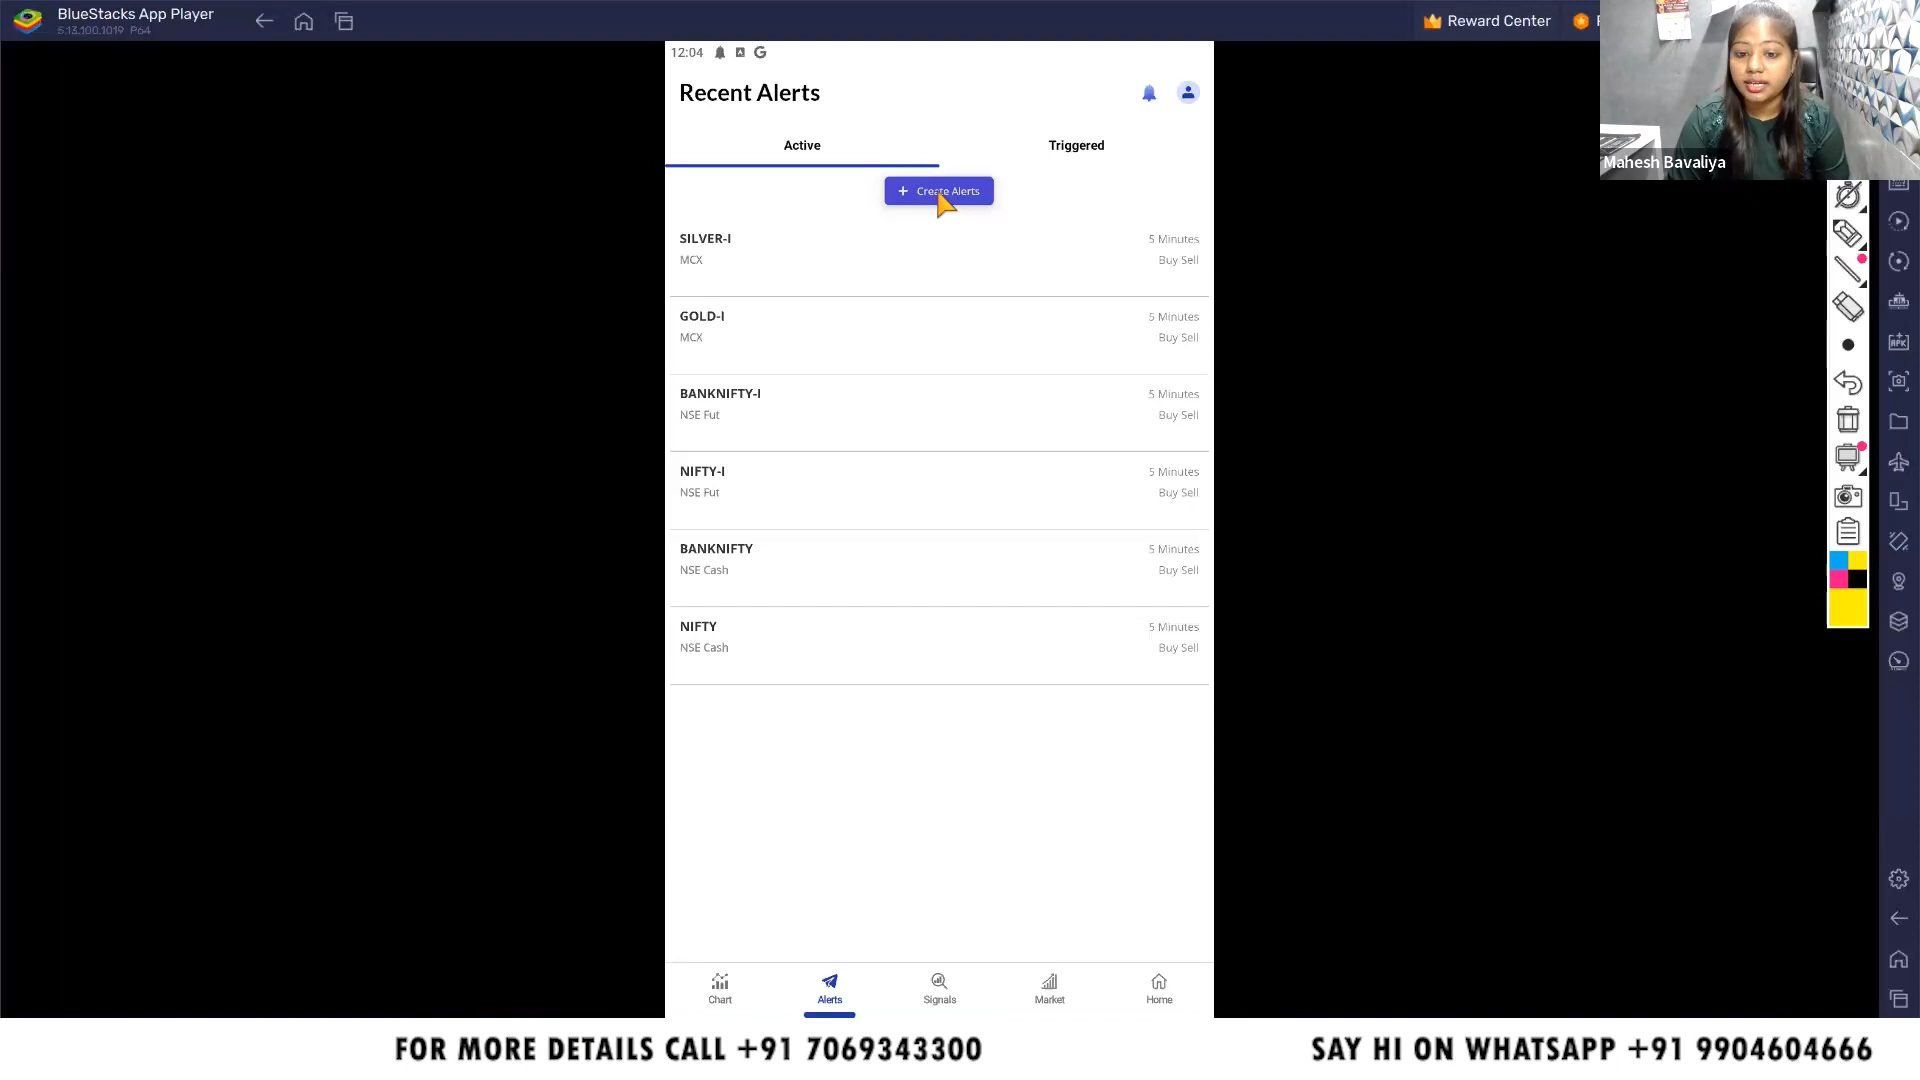 BlueStacks App Player
5.13.100.1019 P64
Reward Center
Mahesh Bavaliya
12:04
Recent Alerts
Active
Triggered
+ Create Alerts
SILVER-I
5 Minutes
MCX
Buy Sell
GOLD-I
5 Minutes
MCX
Buy Sell
BANKNIFTY-I
5 Minutes
NSE Fut
Buy Sell
NIFTY-I
5 Minutes
NSE Fut
Buy Sell
BANKNIFTY
5 Minutes
NSE Cash
Buy Sell
NIFTY
5 Minutes
NSE Cash
Buy Sell
Chart
Alerts
Signals
Market
Home
FOR MORE DETAILS CALL +91 7069343300
SAY HI ON WHATSAPP +91 9904604666